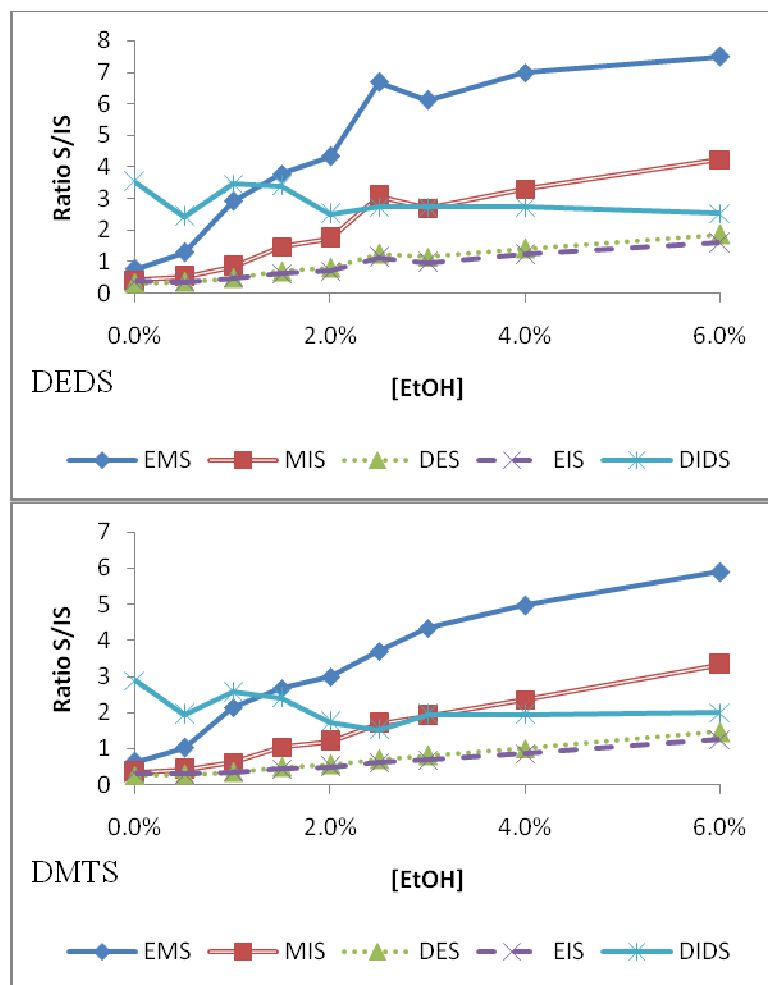 8
7
6
5
4
3
2
1
0
Ratio S/IS
0.0% 2.0% 4.0% 6.0%
DEDS
[EtOH]
EMS MIS DES EIS DIDS
7
6
5
4
3
2
1
0
Ratio S/IS
0.0% 2.0% 4.0% 6.0%
DMTS
[EtOH]
EMS MIS DES EIS DIDS